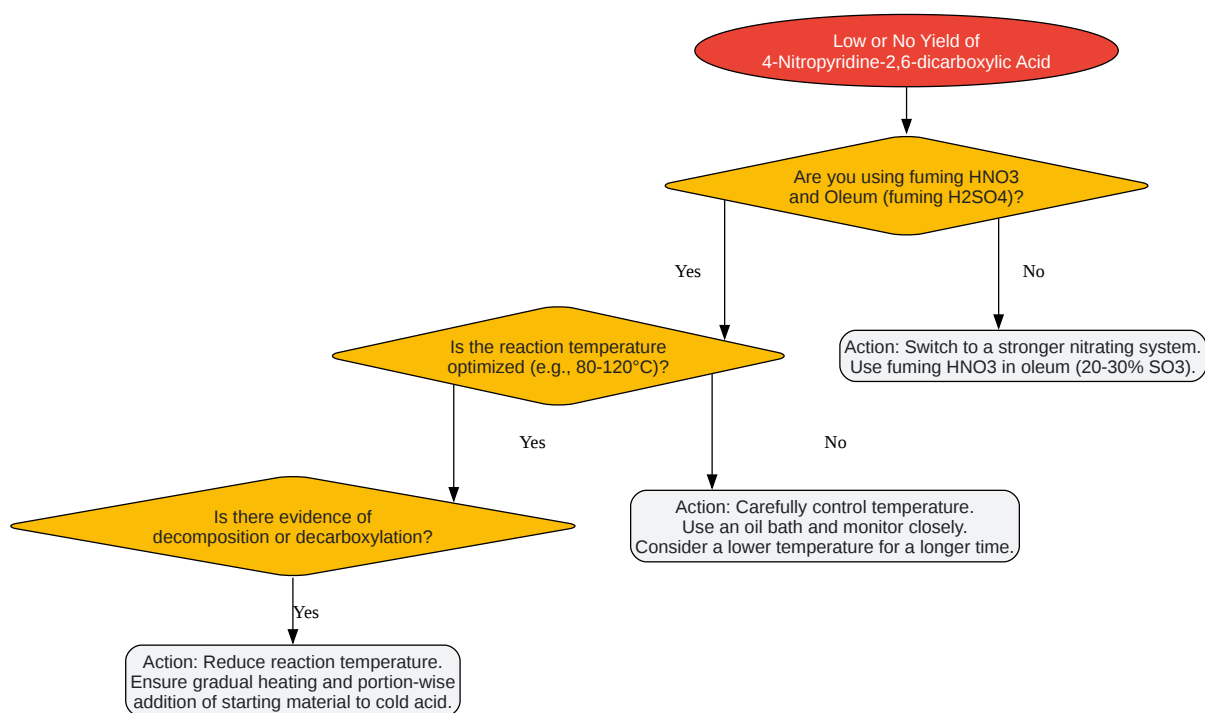 Low or No Yield of
4-Nitropyridine-2,6-dicarboxylic Acid
Are you using fuming HNO3
and Oleum (fuming H2SO4)?
Yes
No
Is the reaction temperature
optimized (e.g., 80-120°C)?
Action: Switch to a stronger nitrating system.
Use fuming HNO3 in oleum (20-30% SO3).
Yes
No
Is there evidence of
decomposition or decarboxylation?
Action: Carefully control temperature.
Use an oil bath and monitor closely.
Consider a lower temperature for a longer time.
Yes
Action: Reduce reaction temperature.
Ensure gradual heating and portion-wise
addition of starting material to cold acid.